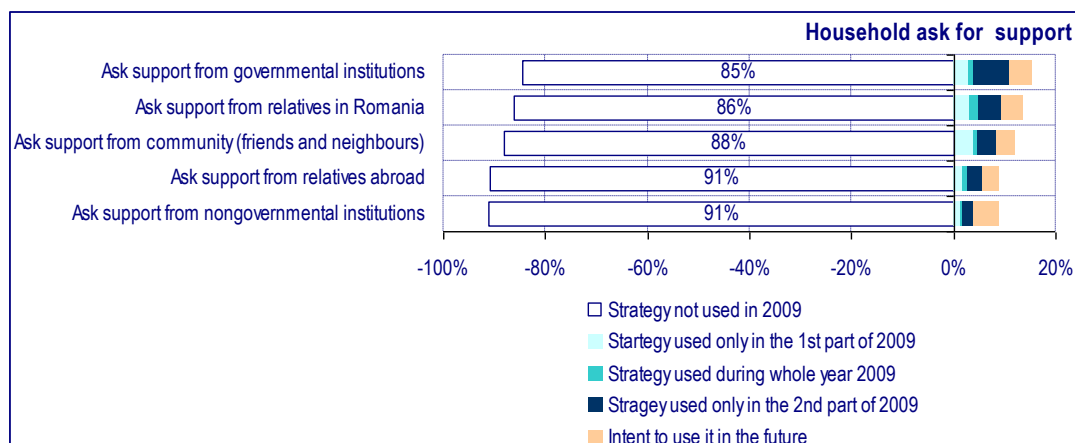 Household ask for support
Ask support from governmental institutions
85%
Ask support from relatives in Romania
86%
Ask support from community (friends and neighbours)
88%
Ask support from relatives abroad
91%
Ask support from nongovernmental institutions
91%
-100% -80% -60% -40% -20% 0% 20%
Strategy not used in 2009
Startegy used only in the 1st part of 2009
Strategy used during whole year 2009
Stragey used only in the 2nd part of 2009
Intent to use it in the future